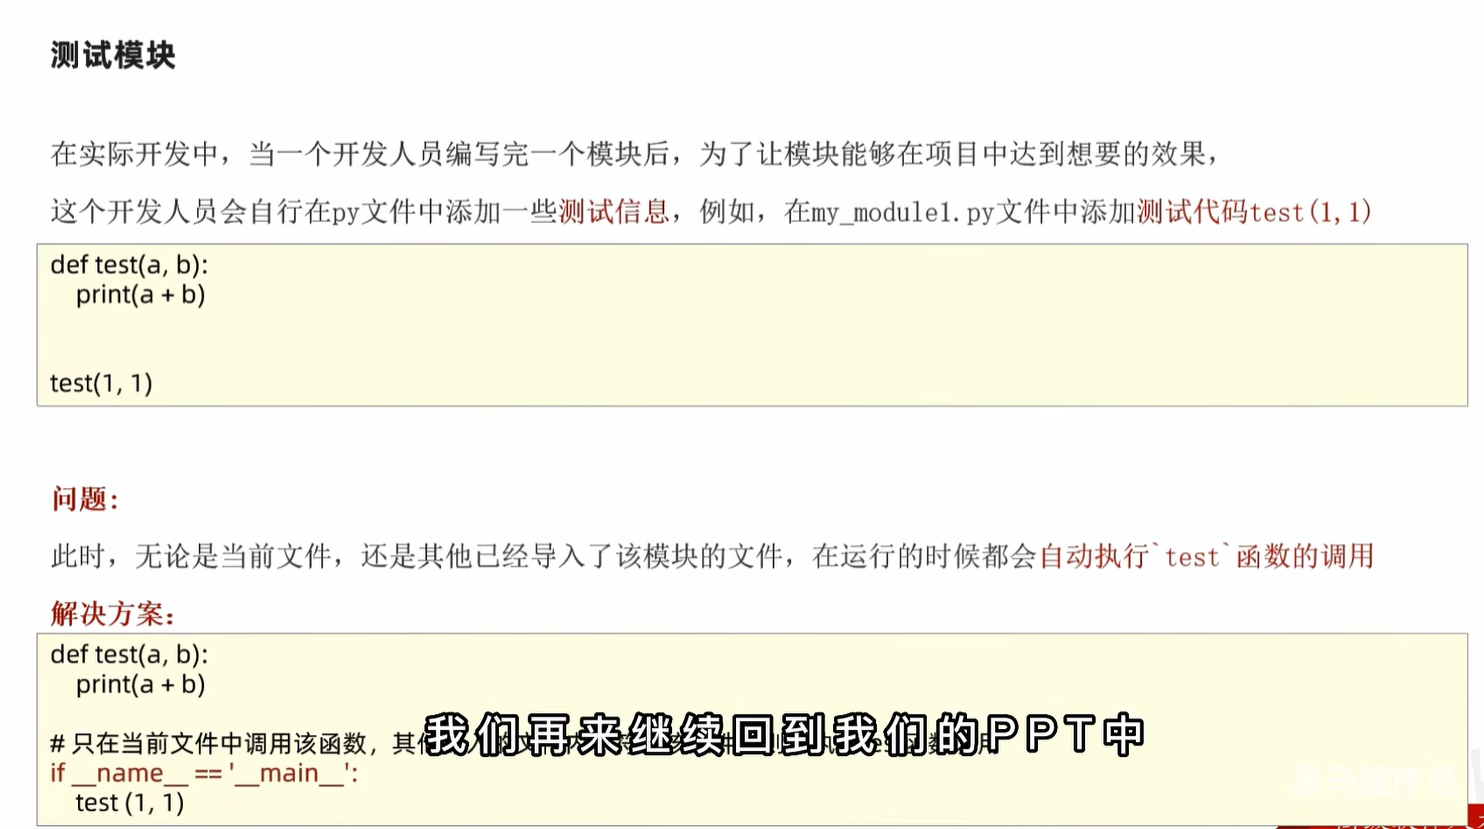 测试模块
在实际开发中，当一个开发人员编写完一个模块后，为了让模块能够在项目中达到想要的效果，
这个开发人员会自行在py文件中添加一些测试信息，例如，在my_module1.py文件中添加测试代码test(1,1)
def test(a, b):
    print(a + b)
test(1, 1)
问题:
此时，无论是当前文件，还是其他已经导入了该模块的文件，在运行的时候都会自动执行`test`函数的调用
解决方案:
def test(a, b):
    print(a + b)
# 只在当前文件中调用该函数，其他
我们再来继续回到我们的PPT中
if __name__ == '__main__':
    test (1, 1)